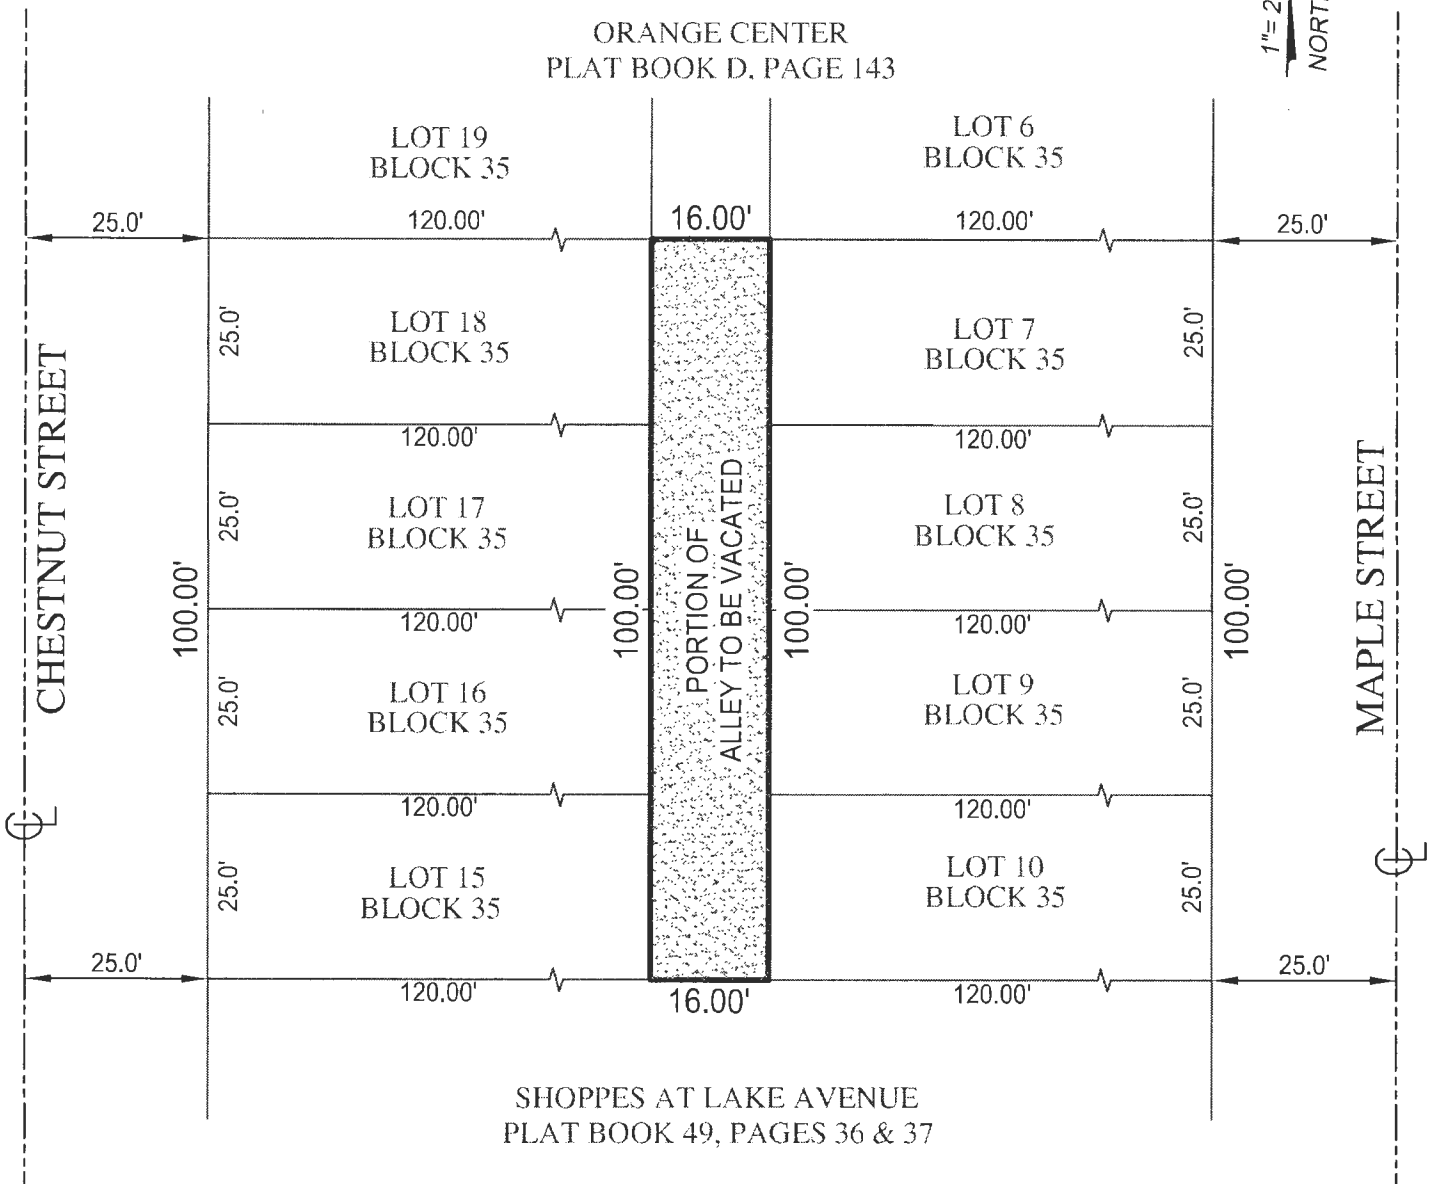 ORANGE CENTER
PLAT BOOK D, PAGE 143
1"= 2
NORT
LOT 19
BLOCK 35
LOT 6
BLOCK 35
25.0'
120.00'
16.00'
120.00'
25.0'
25.0'
LOT 18
BLOCK 35
LOT 7
BLOCK 35
25.0'
120.00'
120.00'
CHESTNUT STREET
25.0'
LOT 17
BLOCK 35
PORTION OF
ALLEY TO BE VACATED
LOT 8
BLOCK 35
25.0'
MAPLE STREET
100.00'
120.00'
100.00'
100.00'
120.00'
100.00'
25.0'
LOT 16
BLOCK 35
LOT 9
BLOCK 35
25.0'
120.00'
120.00'
CL
CL
25.0'
LOT 15
BLOCK 35
LOT 10
BLOCK 35
25.0'
25.0'
120.00'
16.00'
120.00'
25.0'
SHOPPES AT LAKE AVENUE
PLAT BOOK 49, PAGES 36 & 37